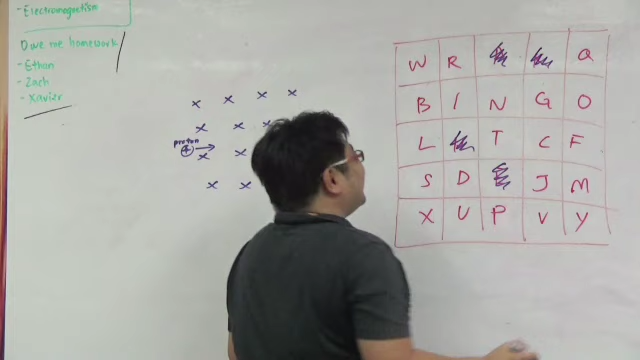 - Electromagnetism
Owe me homework
- Ethan
- Zach
- Xavier
x x x x
x x x
proton
+
x x
x x
W R Q
B I N G O
L T C F
S D J M
X U P V Y